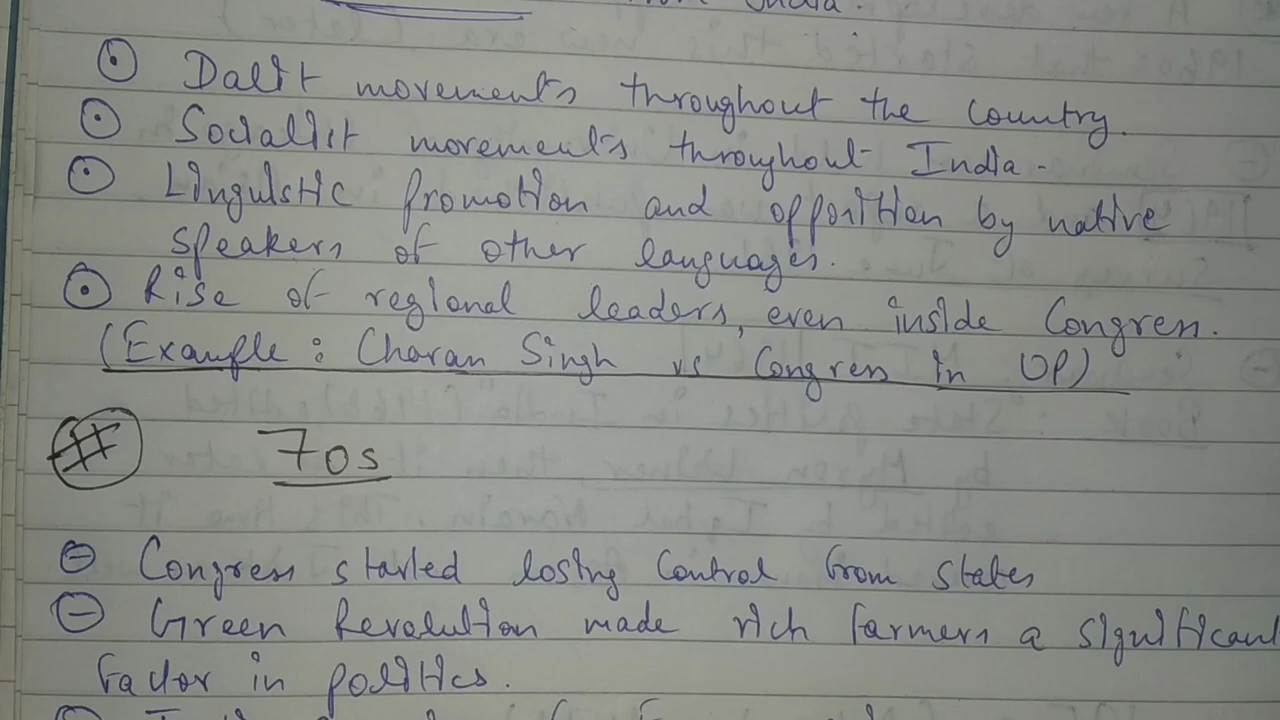 India.
Dalit movements throughout the country.
Socialist movements throughout India.
Linguistic promotion and opposition by native
speakers of other languages.
Rise of regional leaders, even inside Congress.
(Example: Charan Singh vs Congress in UP)
# 70s
Congress started losing control from states
Green Revolution made rich farmers a significant
factor in politics.